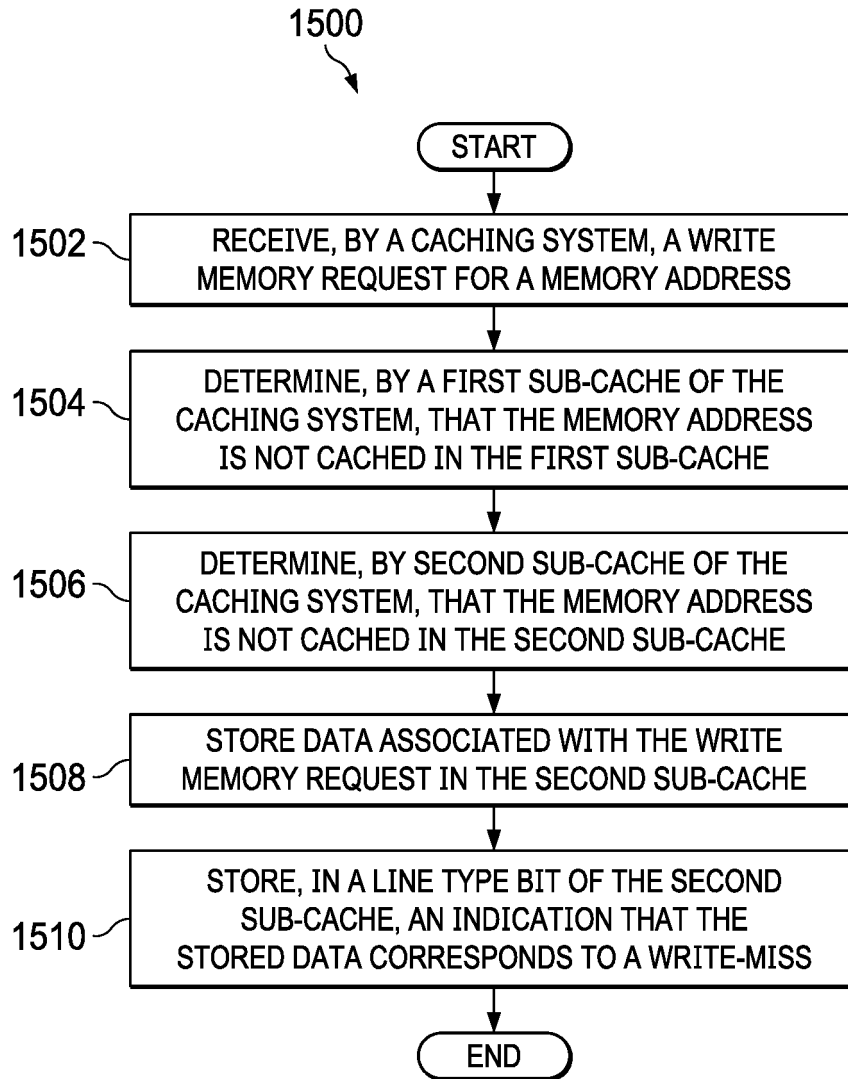 1500
START
1502
RECEIVE, BY A CACHING SYSTEM, A WRITE
MEMORY REQUEST FOR A MEMORY ADDRESS
1504
DETERMINE, BY A FIRST SUB-CACHE OF THE
CACHING SYSTEM, THAT THE MEMORY ADDRESS
IS NOT CACHED IN THE FIRST SUB-CACHE
1506
DETERMINE, BY SECOND SUB-CACHE OF THE
CACHING SYSTEM, THAT THE MEMORY ADDRESS
IS NOT CACHED IN THE SECOND SUB-CACHE
1508
STORE DATA ASSOCIATED WITH THE WRITE
MEMORY REQUEST IN THE SECOND SUB-CACHE
1510
STORE, IN A LINE TYPE BIT OF THE SECOND
SUB-CACHE, AN INDICATION THAT THE
STORED DATA CORRESPONDS TO A WRITE-MISS
END